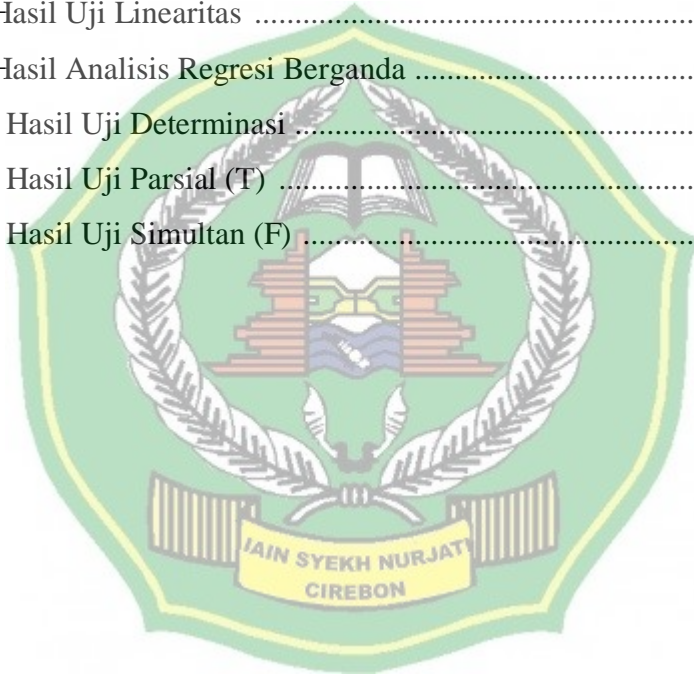 Hasil Uji Linearitas ........................................................
Hasil Analisis Regresi Berganda ...................................
Hasil Uji Determinasi ..................................................
Hasil Uji Parsial (T) .....................................................
Hasil Uji Simultan (F) .................................................
IAIN SYEKH NURJATI
CIREBON